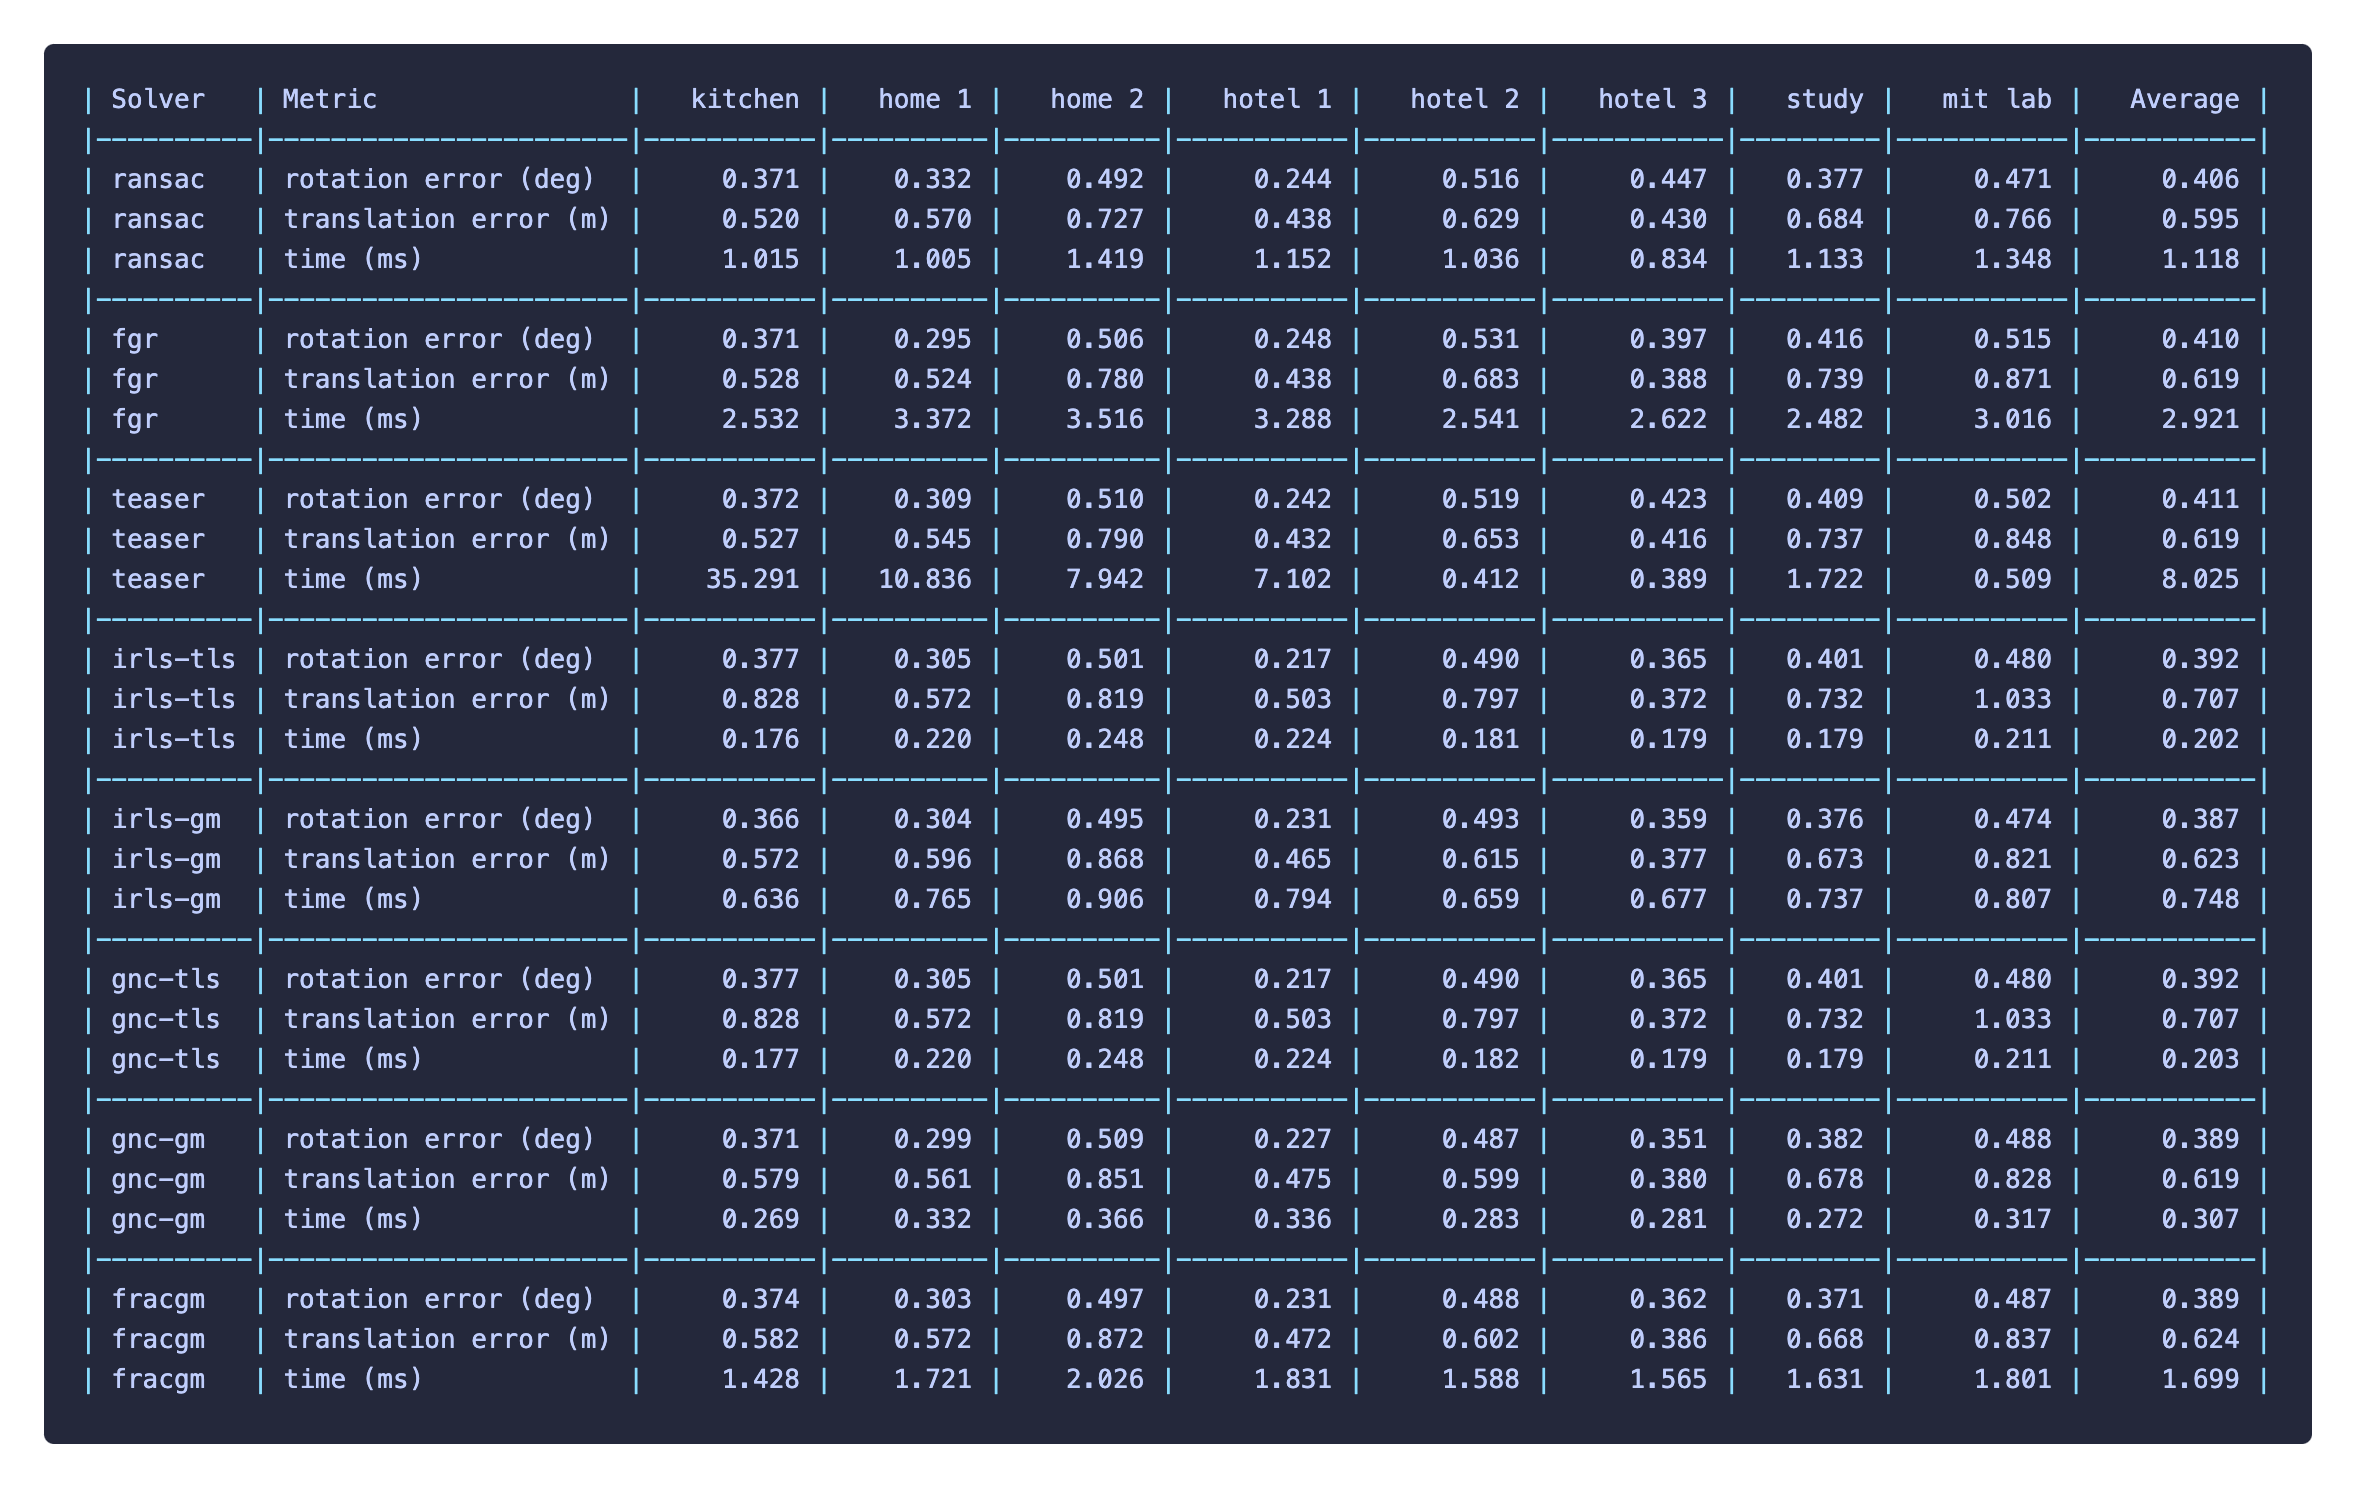 | Solver | Metric | kitchen | home 1 | home 2 | hotel 1 | hotel 2 | hotel 3 | study | mit lab | Average |
|----------|-----------------------|-----------|----------|----------|-----------|-----------|-----------|---------|-----------|-----------|
| ransac | rotation error (deg) | 0.371 | 0.332 | 0.492 | 0.244 | 0.516 | 0.447 | 0.377 | 0.471 | 0.406 |
| ransac | translation error (m) | 0.520 | 0.570 | 0.727 | 0.438 | 0.629 | 0.430 | 0.684 | 0.766 | 0.595 |
| ransac | time (ms) | 1.015 | 1.005 | 1.419 | 1.152 | 1.036 | 0.834 | 1.133 | 1.348 | 1.118 |
|----------|-----------------------|-----------|----------|----------|-----------|-----------|-----------|---------|-----------|-----------|
| fgr | rotation error (deg) | 0.371 | 0.295 | 0.506 | 0.248 | 0.531 | 0.397 | 0.416 | 0.515 | 0.410 |
| fgr | translation error (m) | 0.528 | 0.524 | 0.780 | 0.438 | 0.683 | 0.388 | 0.739 | 0.871 | 0.619 |
| fgr | time (ms) | 2.532 | 3.372 | 3.516 | 3.288 | 2.541 | 2.622 | 2.482 | 3.016 | 2.921 |
|----------|-----------------------|-----------|----------|----------|-----------|-----------|-----------|---------|-----------|-----------|
| teaser | rotation error (deg) | 0.372 | 0.309 | 0.510 | 0.242 | 0.519 | 0.423 | 0.409 | 0.502 | 0.411 |
| teaser | translation error (m) | 0.527 | 0.545 | 0.790 | 0.432 | 0.653 | 0.416 | 0.737 | 0.848 | 0.619 |
| teaser | time (ms) | 35.291 | 10.836 | 7.942 | 7.102 | 0.412 | 0.389 | 1.722 | 0.509 | 8.025 |
|----------|-----------------------|-----------|----------|----------|-----------|-----------|-----------|---------|-----------|-----------|
| irls-tls | rotation error (deg) | 0.377 | 0.305 | 0.501 | 0.217 | 0.490 | 0.365 | 0.401 | 0.480 | 0.392 |
| irls-tls | translation error (m) | 0.828 | 0.572 | 0.819 | 0.503 | 0.797 | 0.372 | 0.732 | 1.033 | 0.707 |
| irls-tls | time (ms) | 0.176 | 0.220 | 0.248 | 0.224 | 0.181 | 0.179 | 0.179 | 0.211 | 0.202 |
|----------|-----------------------|-----------|----------|----------|-----------|-----------|-----------|---------|-----------|-----------|
| irls-gm | rotation error (deg) | 0.366 | 0.304 | 0.495 | 0.231 | 0.493 | 0.359 | 0.376 | 0.474 | 0.387 |
| irls-gm | translation error (m) | 0.572 | 0.596 | 0.868 | 0.465 | 0.615 | 0.377 | 0.673 | 0.821 | 0.623 |
| irls-gm | time (ms) | 0.636 | 0.765 | 0.906 | 0.794 | 0.659 | 0.677 | 0.737 | 0.807 | 0.748 |
|----------|-----------------------|-----------|----------|----------|-----------|-----------|-----------|---------|-----------|-----------|
| gnc-tls | rotation error (deg) | 0.377 | 0.305 | 0.501 | 0.217 | 0.490 | 0.365 | 0.401 | 0.480 | 0.392 |
| gnc-tls | translation error (m) | 0.828 | 0.572 | 0.819 | 0.503 | 0.797 | 0.372 | 0.732 | 1.033 | 0.707 |
| gnc-tls | time (ms) | 0.177 | 0.220 | 0.248 | 0.224 | 0.182 | 0.179 | 0.179 | 0.211 | 0.203 |
|----------|-----------------------|-----------|----------|----------|-----------|-----------|-----------|---------|-----------|-----------|
| gnc-gm | rotation error (deg) | 0.371 | 0.299 | 0.509 | 0.227 | 0.487 | 0.351 | 0.382 | 0.488 | 0.389 |
| gnc-gm | translation error (m) | 0.579 | 0.561 | 0.851 | 0.475 | 0.599 | 0.380 | 0.678 | 0.828 | 0.619 |
| gnc-gm | time (ms) | 0.269 | 0.332 | 0.366 | 0.336 | 0.283 | 0.281 | 0.272 | 0.317 | 0.307 |
|----------|-----------------------|-----------|----------|----------|-----------|-----------|-----------|---------|-----------|-----------|
| fracgm | rotation error (deg) | 0.374 | 0.303 | 0.497 | 0.231 | 0.488 | 0.362 | 0.371 | 0.487 | 0.389 |
| fracgm | translation error (m) | 0.582 | 0.572 | 0.872 | 0.472 | 0.602 | 0.386 | 0.668 | 0.837 | 0.624 |
| fracgm | time (ms) | 1.428 | 1.721 | 2.026 | 1.831 | 1.588 | 1.565 | 1.631 | 1.801 | 1.699 |